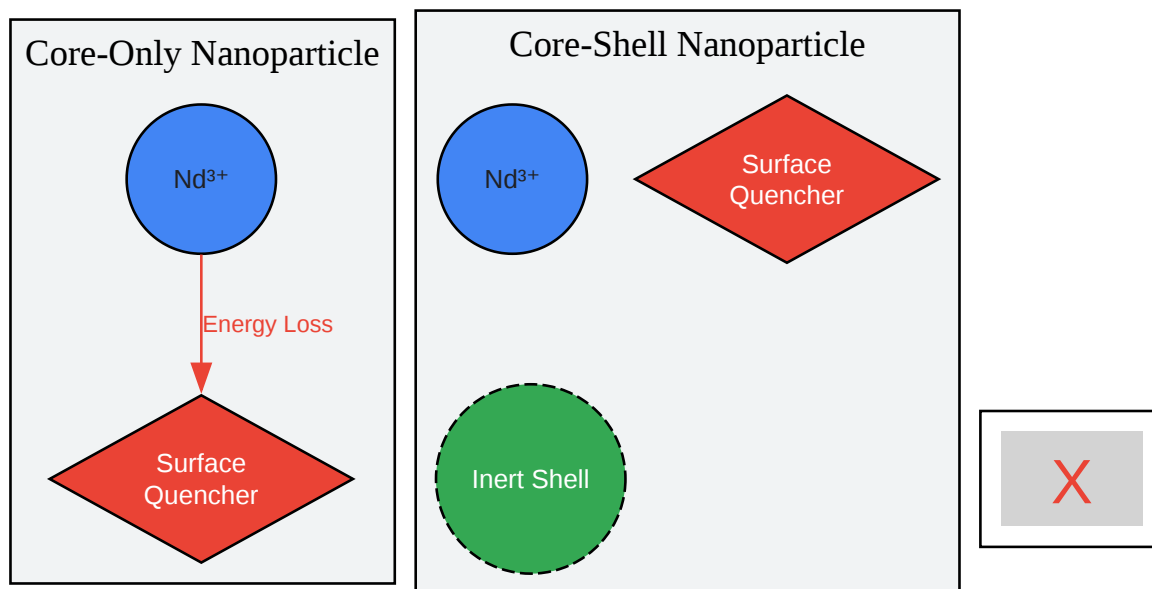 Core-Only Nanoparticle
Nd³⁺
Energy Loss
Surface
Quencher
Core-Shell Nanoparticle
Nd³⁺
Surface
Quencher
Inert Shell
X